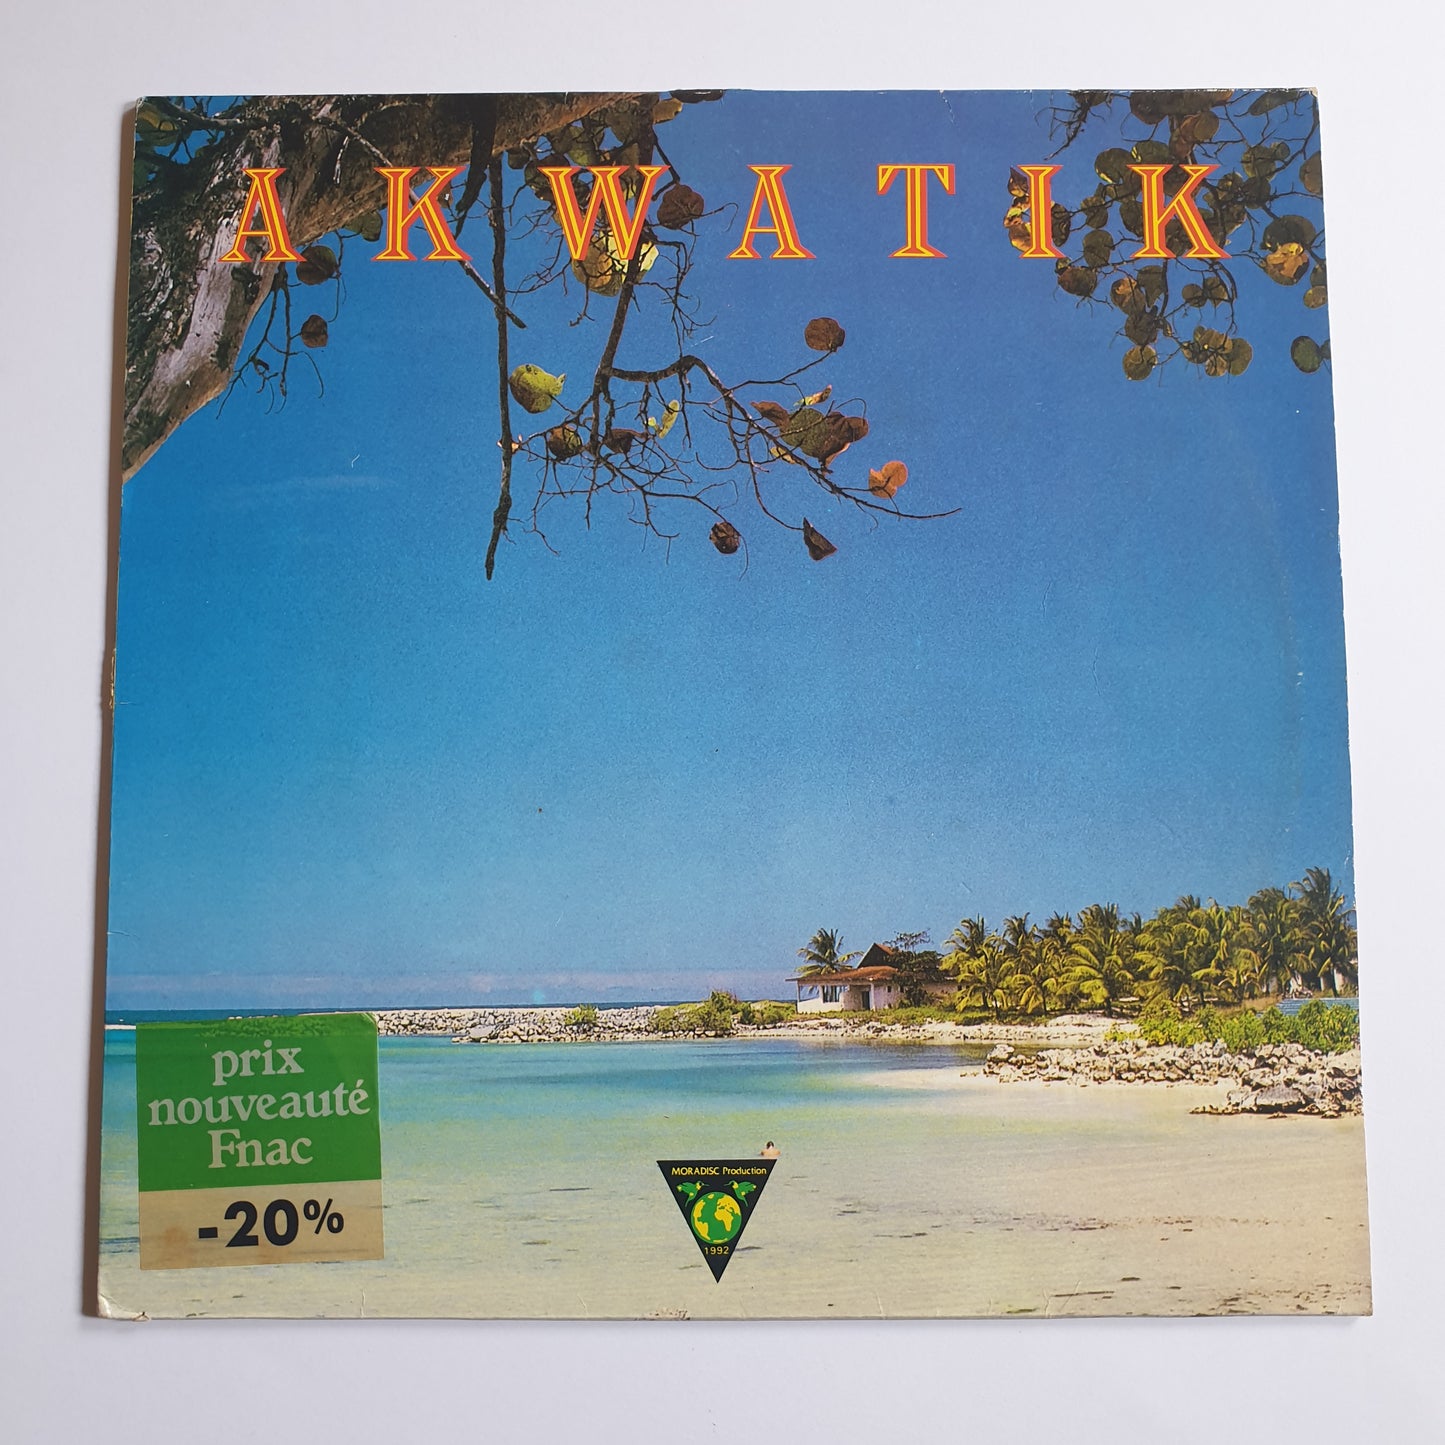 AKWATIK
prix
nouveauté
Fnac
-20%
MORADISC Production
1992